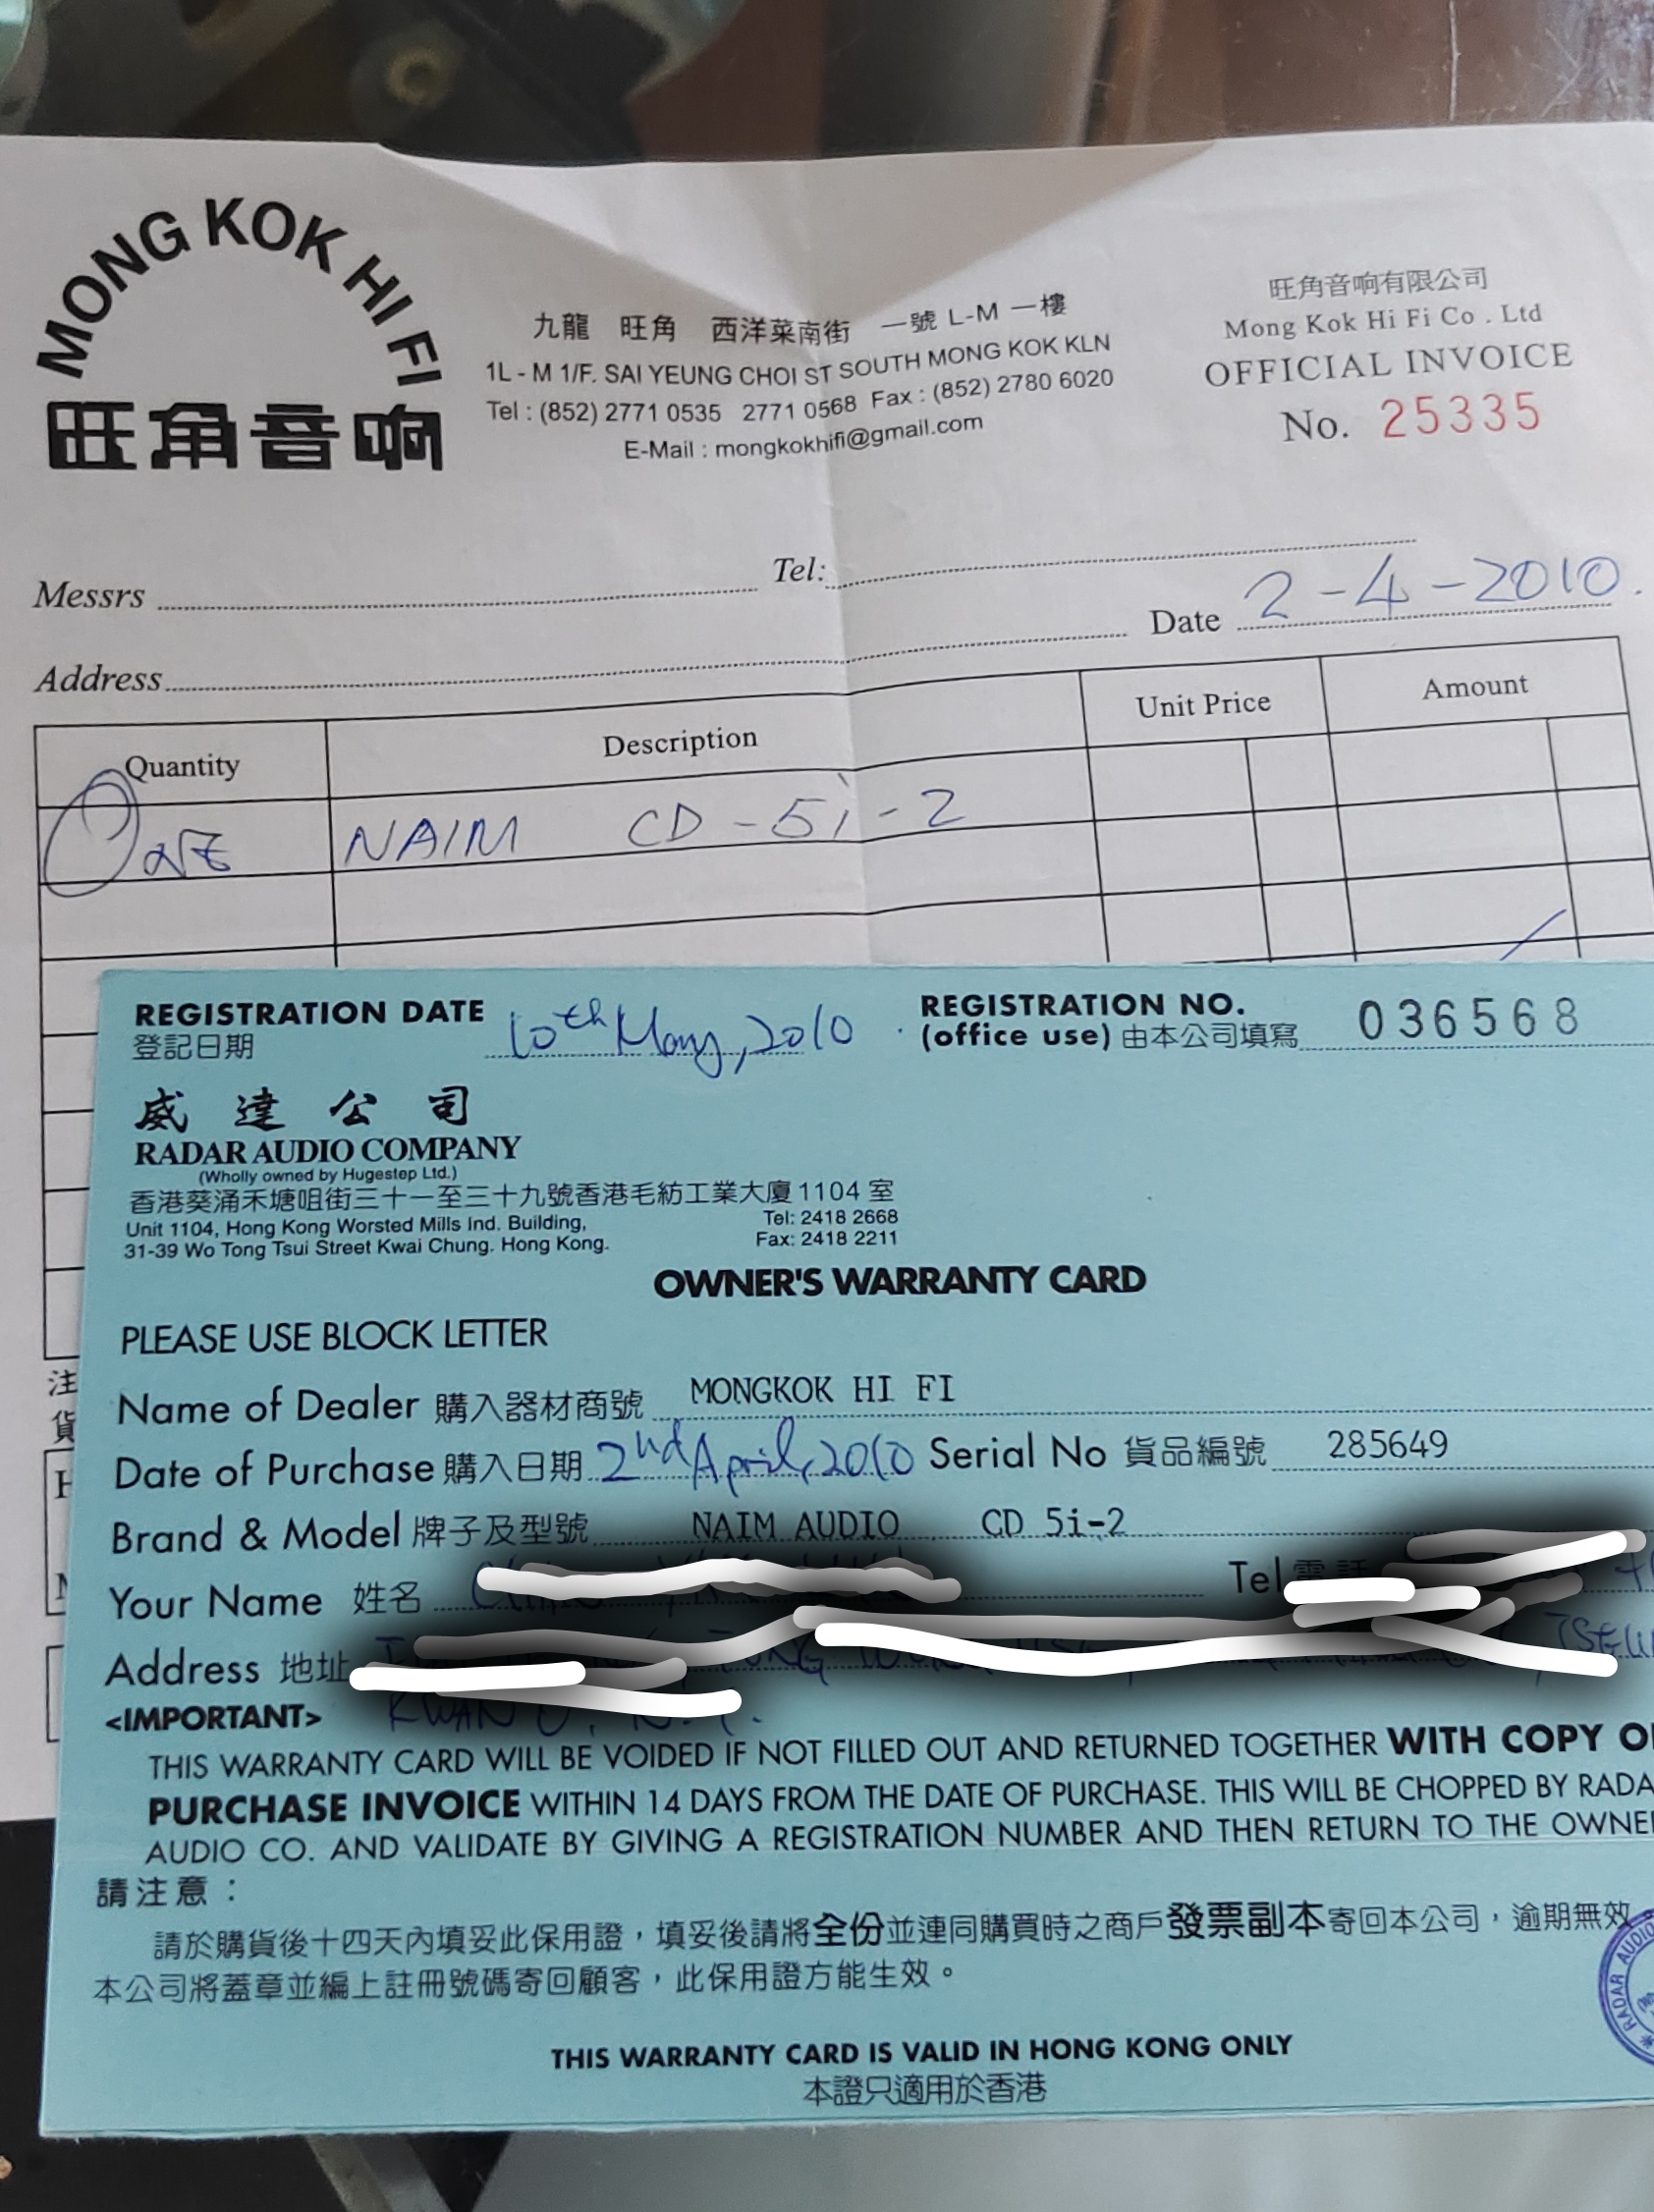 MONG KOK HI FI
旺角音响
九龍 旺角 西洋菜南街 一號 L-M 一樓
1L - M 1/F. SAI YEUNG CHOI ST SOUTH MONG KOK KLN
Tel : (852) 2771 0535 2771 0568 Fax : (852) 2780 6020
E-Mail : mongkokhifi@gmail.com
旺角音响有限公司
Mong Kok Hi Fi Co . Ltd
OFFICIAL INVOICE
No. 25335
Messrs
Tel:
Address
Date 2-4-2010.
Quantity Description Unit Price Amount
ONE NAIM CD-5i-2
注
貨
REGISTRATION DATE 10th May, 2010
登記日期
REGISTRATION NO. 036568
(office use) 由本公司填寫
威達公司
RADAR AUDIO COMPANY
(Wholly owned by Hugestep Ltd.)
香港葵涌禾塘咀街三十一至三十九號香港毛紡工業大廈1104室
Unit 1104, Hong Kong Worsted Mills Ind. Building,
31-39 Wo Tong Tsui Street Kwai Chung. Hong Kong.
Tel: 2418 2668
Fax: 2418 2211
OWNER'S WARRANTY CARD
PLEASE USE BLOCK LETTER
Name of Dealer 購入器材商號 MONGKOK HI FI
Date of Purchase 購入日期 2nd April, 2010 Serial No 貨品編號 285649
Brand & Model 牌子及型號 NAIM AUDIO CD 5i-2
Your Name 姓名 Tel 電話
Address 地址
<IMPORTANT>
THIS WARRANTY CARD WILL BE VOIDED IF NOT FILLED OUT AND RETURNED TOGETHER WITH COPY
PURCHASE INVOICE WITHIN 14 DAYS FROM THE DATE OF PURCHASE. THIS WILL BE CHOPPED BY RADA
AUDIO CO. AND VALIDATE BY GIVING A REGISTRATION NUMBER AND THEN RETURN TO THE OWNE
請注意：
請於購貨後十四天內填妥此保用證，填妥後請將全份並連同購買時之商戶發票副本寄回本公司，逾期無效。
本公司將蓋章並編上註冊號碼寄回顧客，此保用證方能生效。
RADAR AUDIO
THIS WARRANTY CARD IS VALID IN HONG KONG ONLY
本證只適用於香港